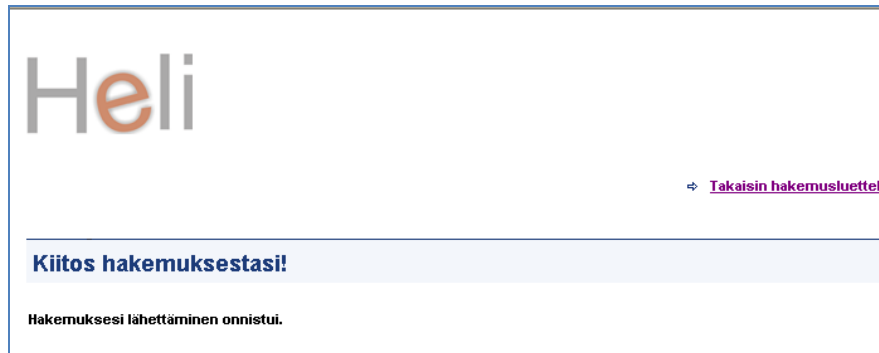 Heli
Takaisin hakemusluettel
Kiitos hakemuksestasi!
Hakemuksesi lähettäminen onnistui.